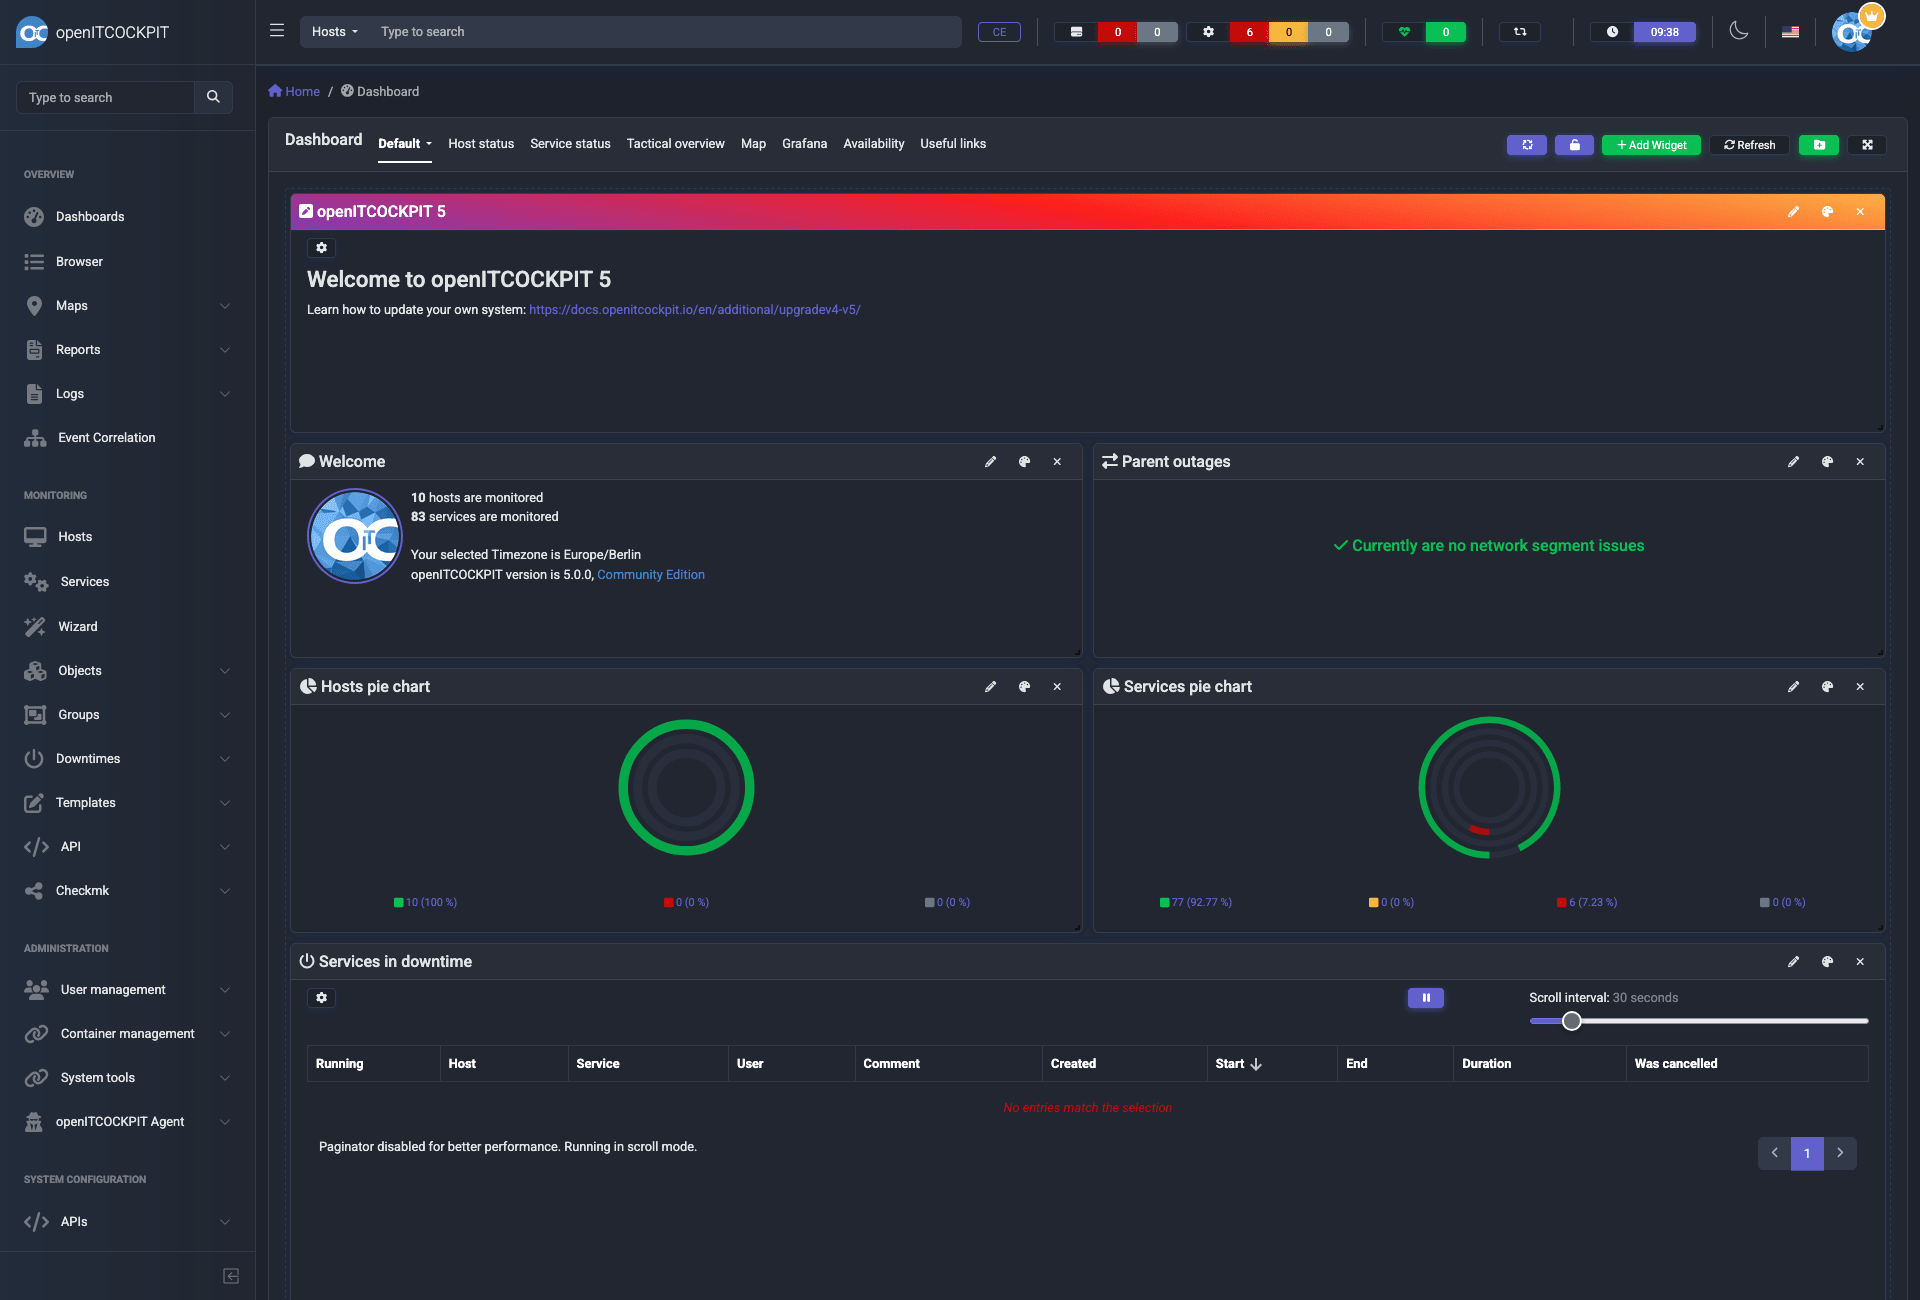 openITCOCKPIT
Hosts Type to search CE 0 0 6 0 0 0 09:38
Type to search
Home / Dashboard
Dashboard Default Host status Service status Tactical overview Map Grafana Availability Useful links Add Widget Refresh
OVERVIEW
Dashboards
Browser
Maps
Reports
Logs
Event Correlation
MONITORING
Hosts
Services
Wizard
Objects
Groups
Downtimes
Templates
API
Checkmk
ADMINISTRATION
User management
Container management
System tools
openITCOCKPIT Agent
SYSTEM CONFIGURATION
APIs
openITCOCKPIT 5
Welcome to openITCOCKPIT 5
Learn how to update your own system: https://docs.openitcockpit.io/en/additional/upgradev4-v5/
Welcome
10 hosts are monitored
83 services are monitored
Your selected Timezone is Europe/Berlin
openITCOCKPIT version is 5.0.0, Community Edition
Parent outages
Currently are no network segment issues
Hosts pie chart
10 (100 %) 0 (0 %) 0 (0 %)
Services pie chart
77 (92.77 %) 0 (0 %) 6 (7.23 %) 0 (0 %)
Services in downtime
Scroll interval: 30 seconds
Running Host Service User Comment Created Start End Duration Was cancelled
No entries match the selection
Paginator disabled for better performance. Running in scroll mode.
1